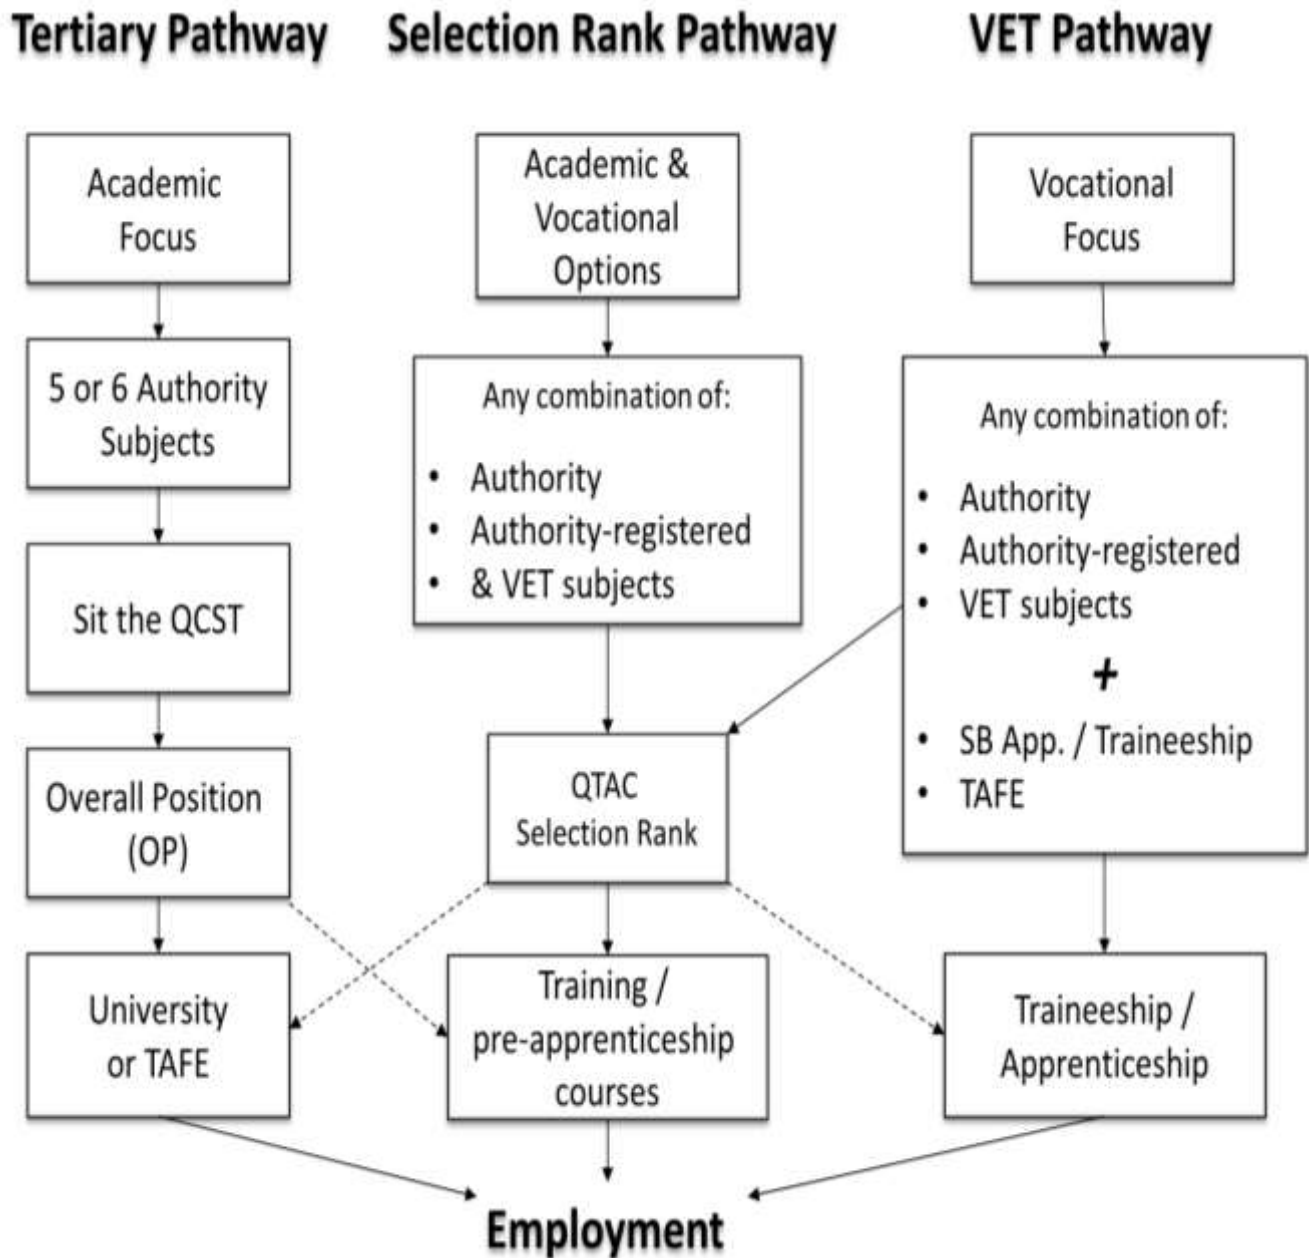 Tertiary Pathway
Selection Rank Pathway
VET Pathway
Academic
Focus
5 or 6 Authority
Subjects
Sit the QCST
Overall Position
(OP)
University
or TAFE
Academic &
Vocational
Options
Any combination of:
• Authority
• Authority-registered
• & VET subjects
QTAC
Selection Rank
Training /
pre-apprenticeship
courses
Vocational
Focus
Any combination of:
• Authority
• Authority-registered
• VET subjects
+
• SB App. / Traineeship
• TAFE
Traineeship /
Apprenticeship
Employment